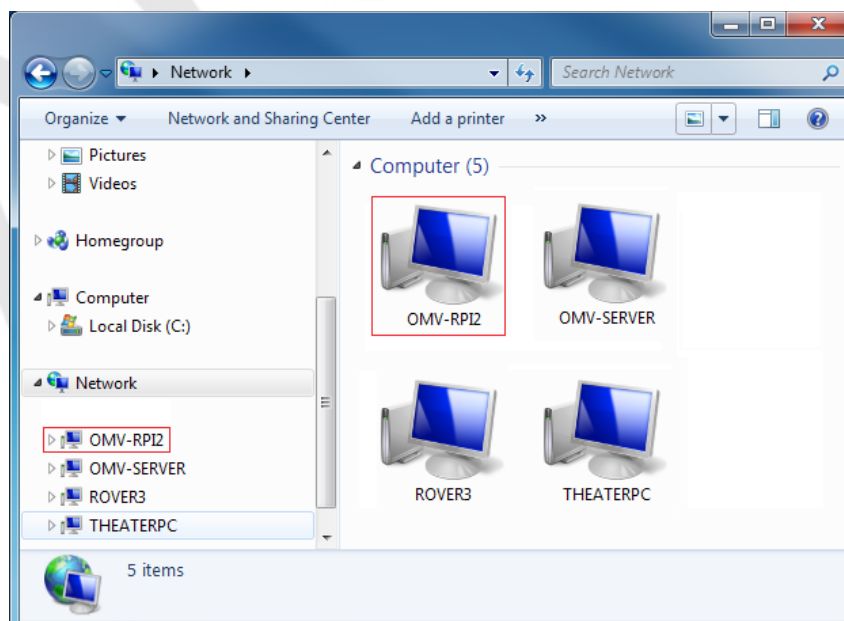 Network
Search Network
Organize
Network and Sharing Center
Add a printer
»
Pictures
Videos
Homegroup
Computer
Local Disk (C:)
Network
OMV-RPI2
OMV-SERVER
ROVER3
THEATERPC
Computer (5)
OMV-RPI2
OMV-SERVER
ROVER3
THEATERPC
5 items